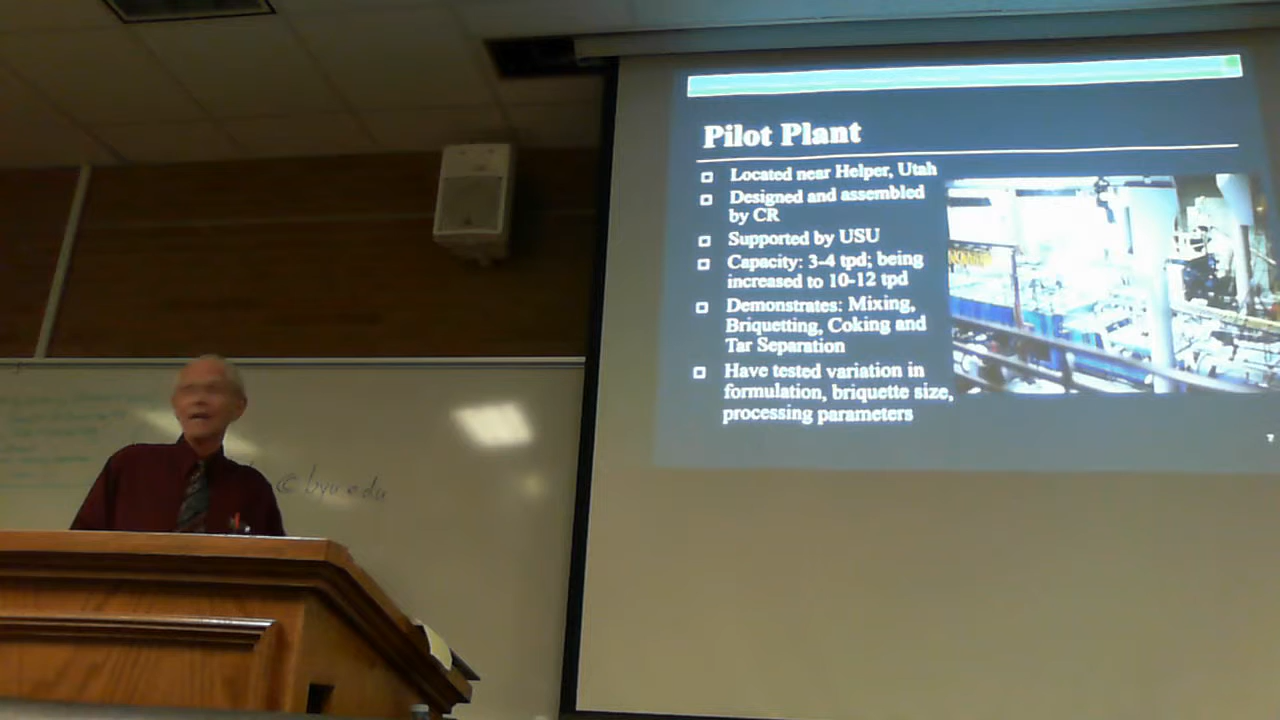 Pilot Plant
Located near Helper, Utah
Designed and assembled
by CR
Supported by USU
Capacity: 3-4 tpd; being
increased to 10-12 tpd
Demonstrates: Mixing,
Briquetting, Coking and
Tar Separation
Have tested variation in
formulation, briquette size,
processing parameters
7
@ byu.edu